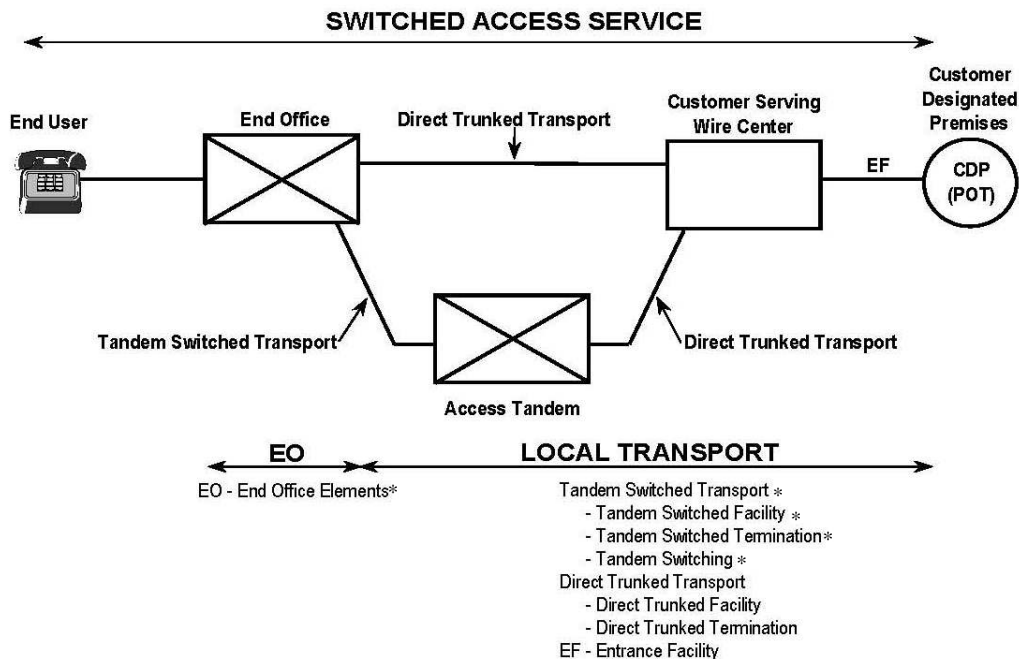 SWITCHED ACCESS SERVICE
Customer
Designated
Premises
End User
End Office
Direct Trunked Transport
Customer Serving
Wire Center
EF
CDP
(POT)
Tandem Switched Transport
Direct Trunked Transport
Access Tandem
EO
LOCAL TRANSPORT
EO - End Office Elements*
Tandem Switched Transport *
- Tandem Switched Facility *
- Tandem Switched Termination*
- Tandem Switching *
Direct Trunked Transport
- Direct Trunked Facility
- Direct Trunked Termination
EF - Entrance Facility